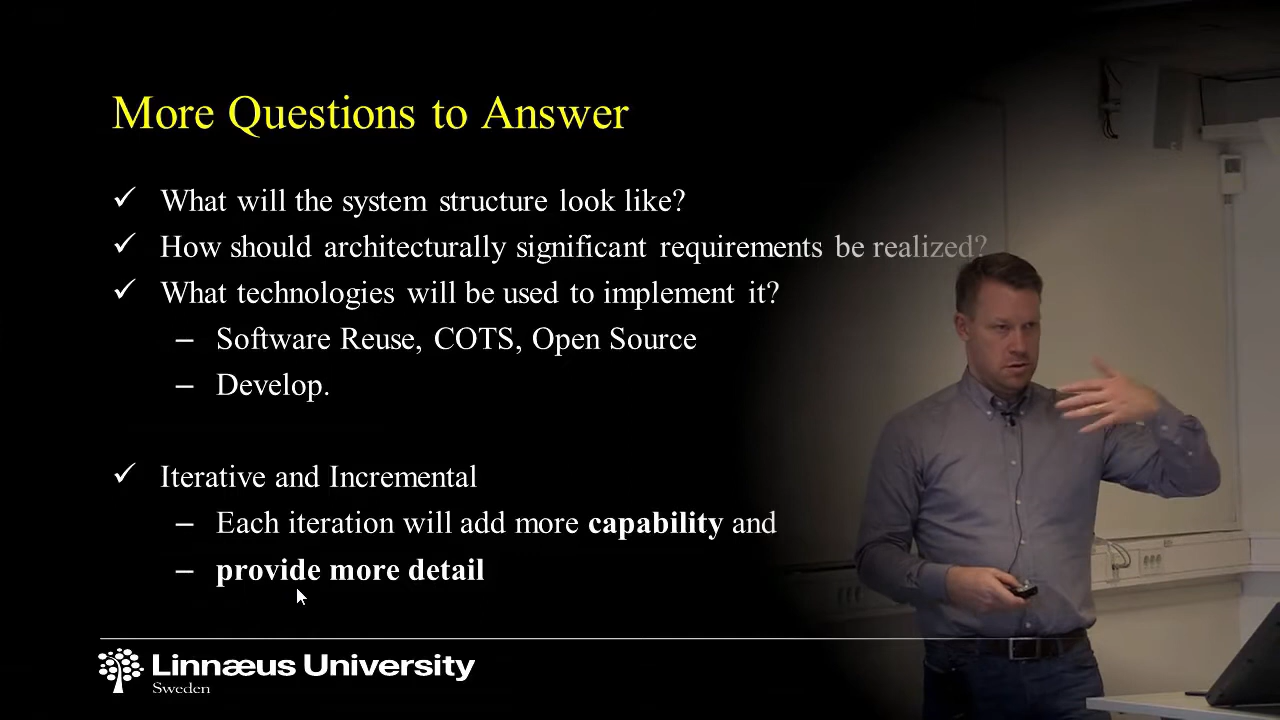 More Questions to Answer
✓ What will the system structure look like?
✓ How should architecturally significant requirements be realized?
✓ What technologies will be used to implement it?
– Software Reuse, COTS, Open Source
– Develop.
✓ Iterative and Incremental
– Each iteration will add more capability and
– provide more detail
Linnæus University
Sweden